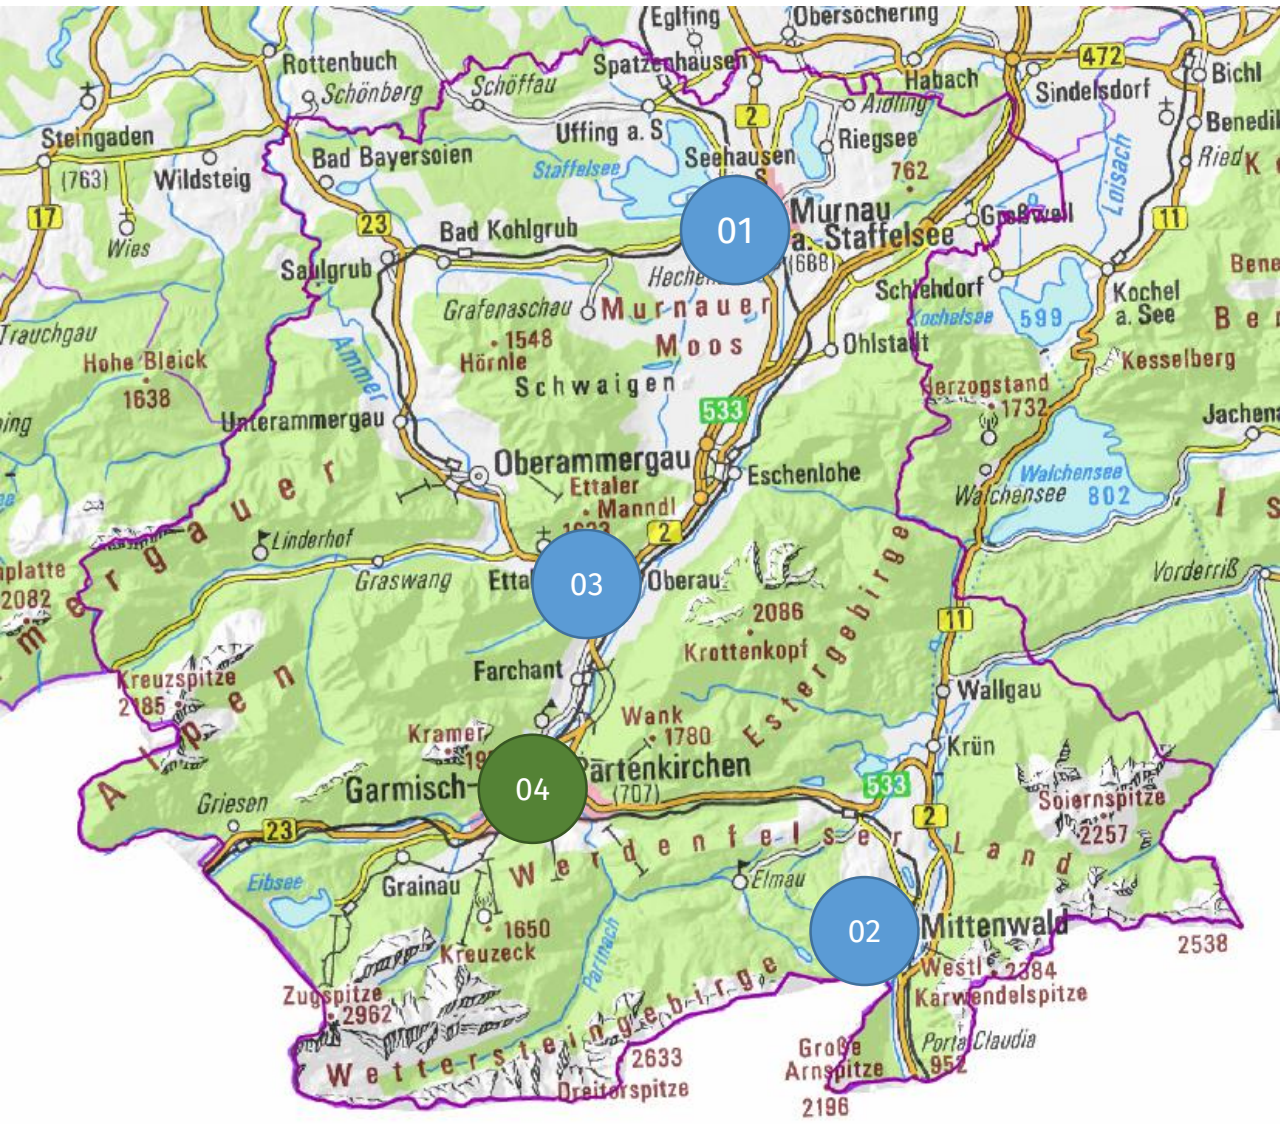 Eglfing
Obersöchering
Rottenbuch
Schönberg
Schöffau
Spatzenhausen
Habach
472
Sindelsdorf
Bichl
Steingaden
(763)
Wildsteig
Bad Bayersoien
Uffing a. S
Staffelsee
Seehausen
S
2
Aidling
Riegsee
762
Loisach
Ried
K
17
Wies
23
Bad Kohlgrub
01
Murnau
a. Staffelsee
(688)
Großweil
11
Saulgrub
Grafenaschau
Murnauer
Moos
Schlehdorf
Kochelsee
599
Kochel
a. See
Trauchgau
Hohe Bleick
1638
Ammer
1548
Hörnle
Schwaigen
Ohlstadt
Kesselberg
533
Herzogstand
1732
Unterammergau
Oberammergau
Ettaler
Manndl
Eschenlohe
Walchensee
802
Walchensee
Linderhof
Graswang
03
2
Oberau
Vorderriß
2082
2086
Krottenkopf
Estergebirge
11
Kreuzspitze
2185
Farchant
Wallgau
Kramer
Wank
1780
Krün
Ammergauer
Alpen
Garmisch-
04
Partenkirchen
(707)
533
Griesen
23
2
Soiernspitze
2257
Werdenfelser Land
Eibsee
Grainau
Elmau
1650
Kreuzeck
Partnach
02
Mittenwald
2538
Westl
2384
Karwendelspitze
Zugspitze
2962
Wettersteingebirge
2633
Dreitorspitze
Große
Arnspitze
2196
Porta Claudia
952